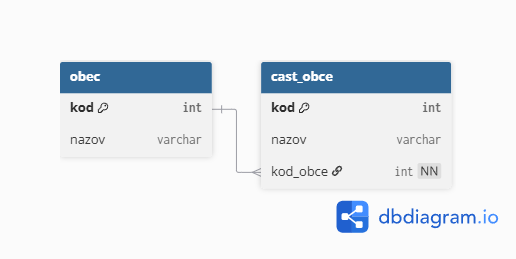 obec
kod int
nazov varchar
cast_obce
kod int
nazov varchar
kod_obce int NN
dbdiagram.io